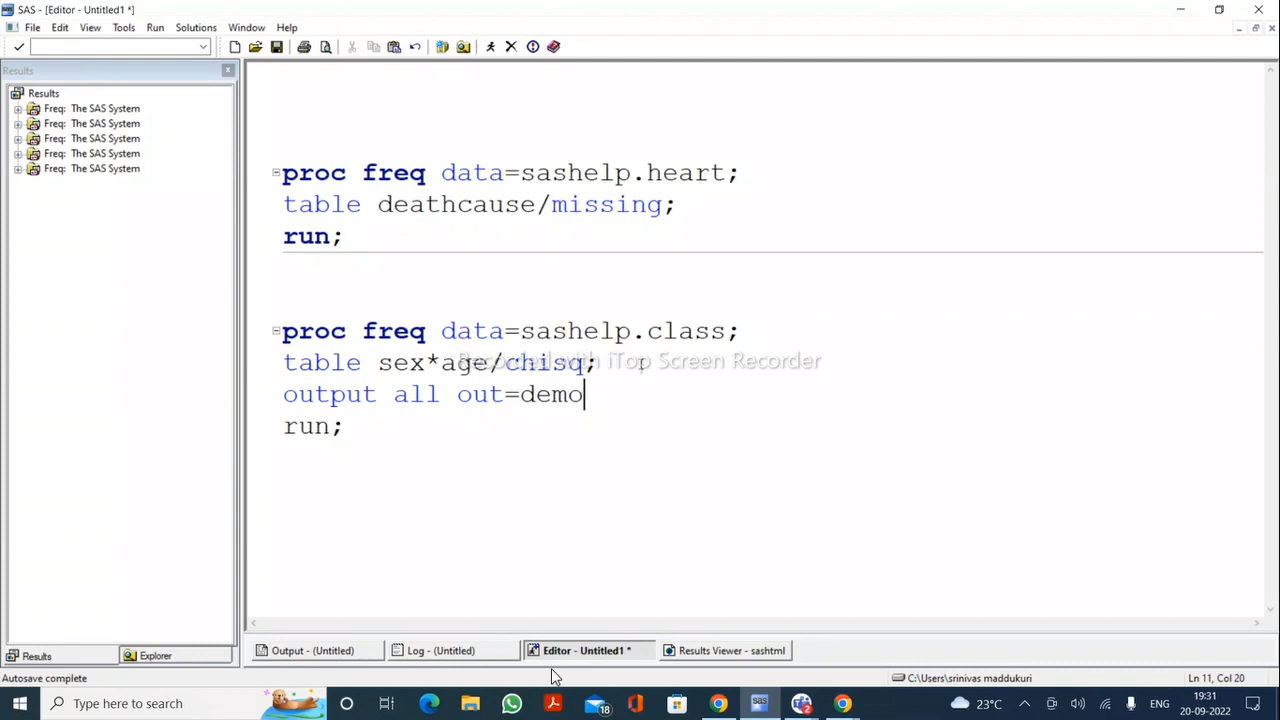 SAS - [Editor - Untitled1 *]
File Edit View Tools Run Solutions Window Help
Results
Results
Freq: The SAS System
Freq: The SAS System
Freq: The SAS System
Freq: The SAS System
Freq: The SAS System
proc freq data=sashelp.heart;
table deathcause/missing;
run;
proc freq data=sashelp.class;
table sex*age/chisq;
Recorded with iTop Screen Recorder
output all out=demo
run;
Results Explorer
Output - (Untitled) Log - (Untitled) Editor - Untitled1 * Results Viewer - sashtml
Autosave complete C:\Users\srinivas maddukuri Ln 11, Col 20
Type here to search 18 2 23°C ENG 19:31
20-09-2022